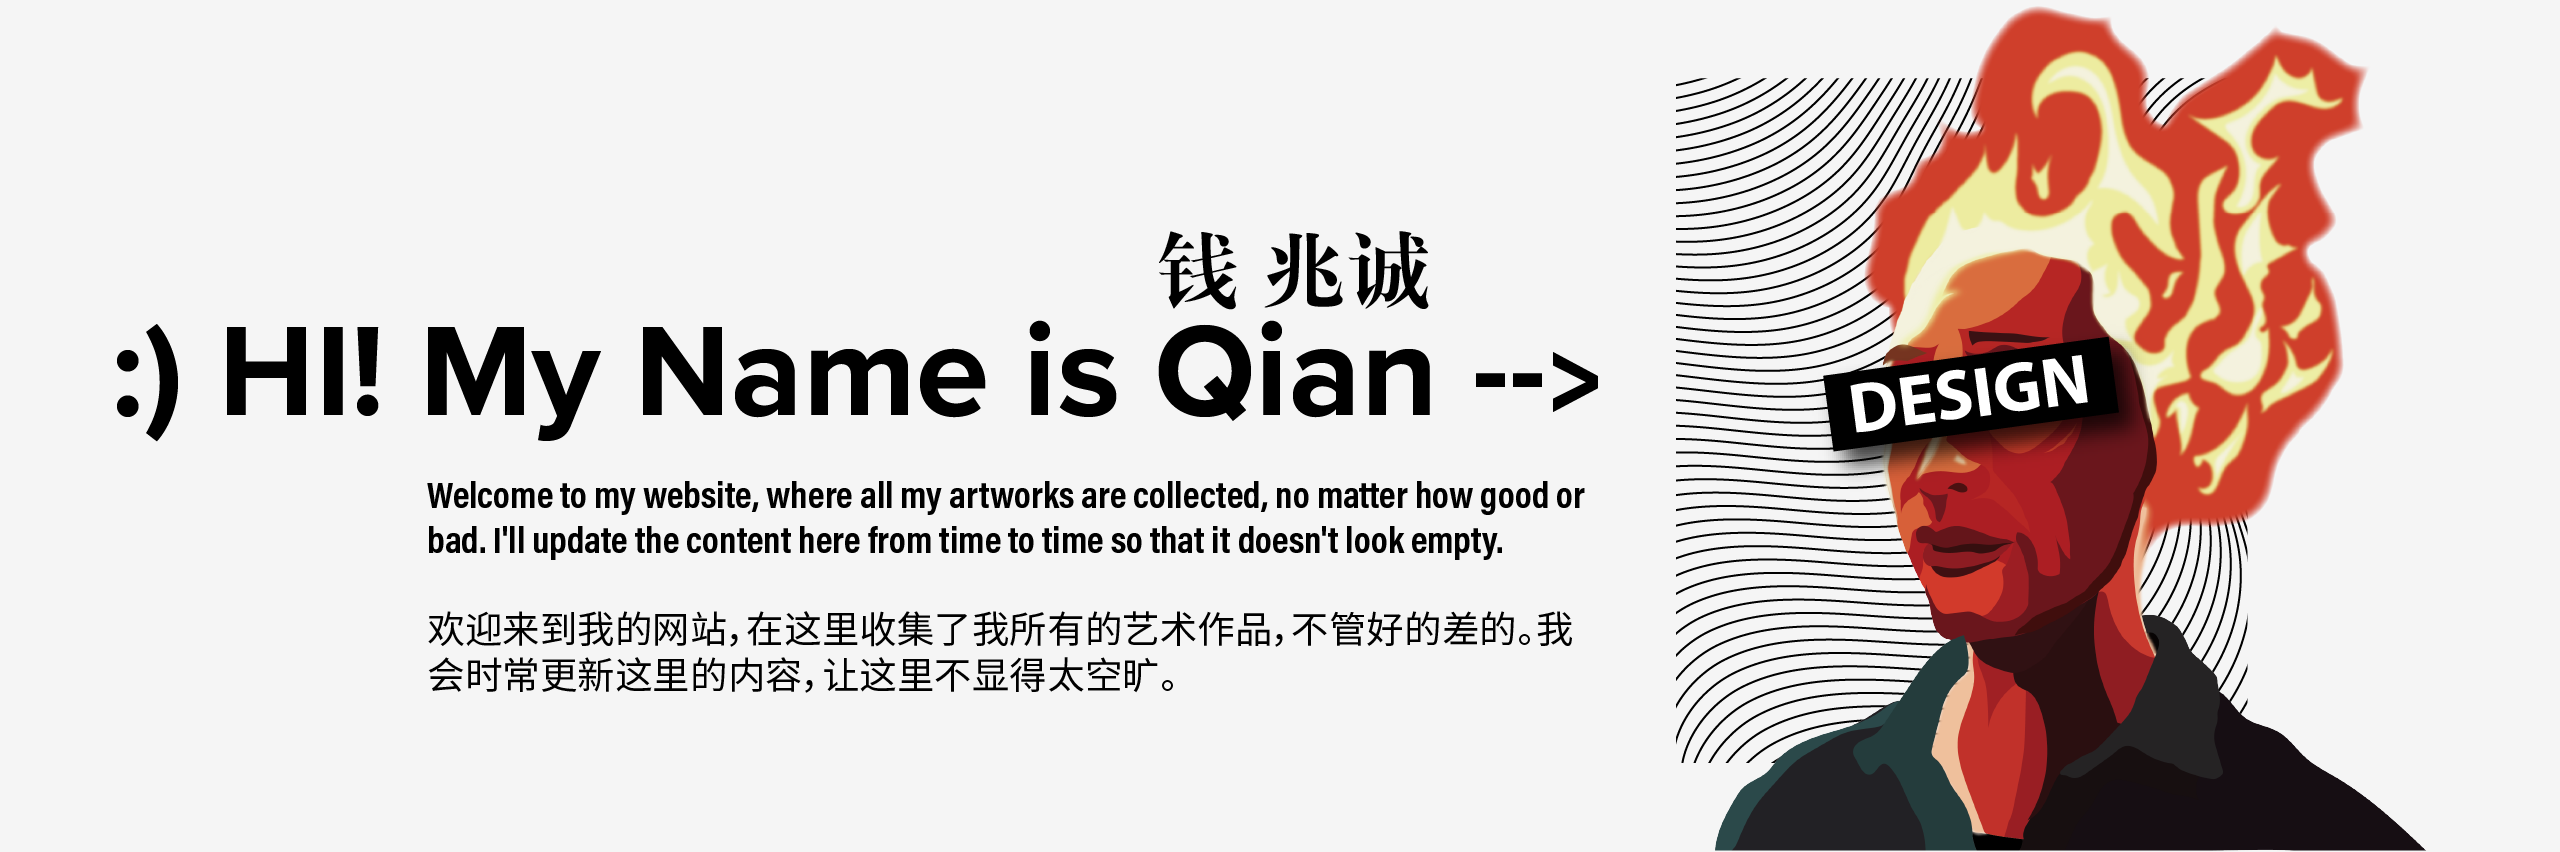 钱 兆诚
:) HI! My Name is Qian -->
DESIGN
Welcome to my website, where all my artworks are collected, no matter how good or
bad. I'll update the content here from time to time so that it doesn't look empty.
欢迎来到我的网站，在这里收集了我所有的艺术作品，不管好的差的。我
会时常更新这里的内容，让这里不显得太空旷。